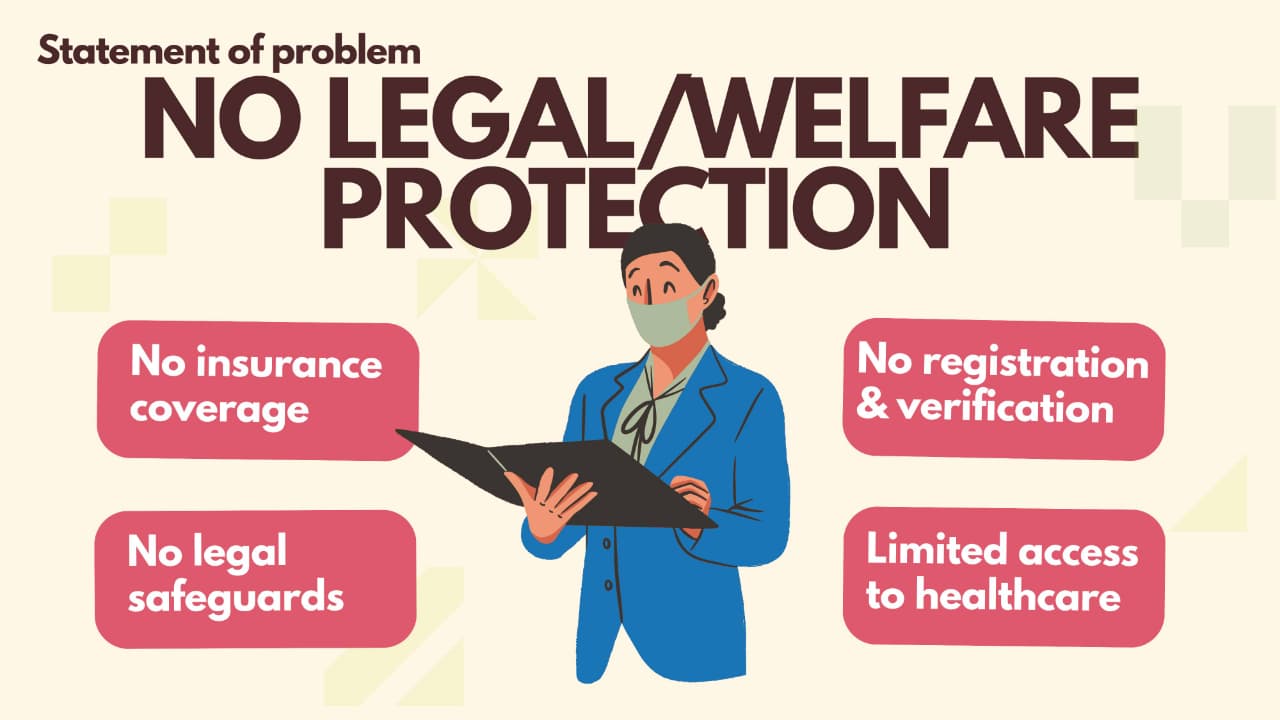 Statement of problem
NO LEGAL/WELFARE
PROTECTION
No insurance
coverage
No registration
& verification
No legal
safeguards
Limited access
to healthcare